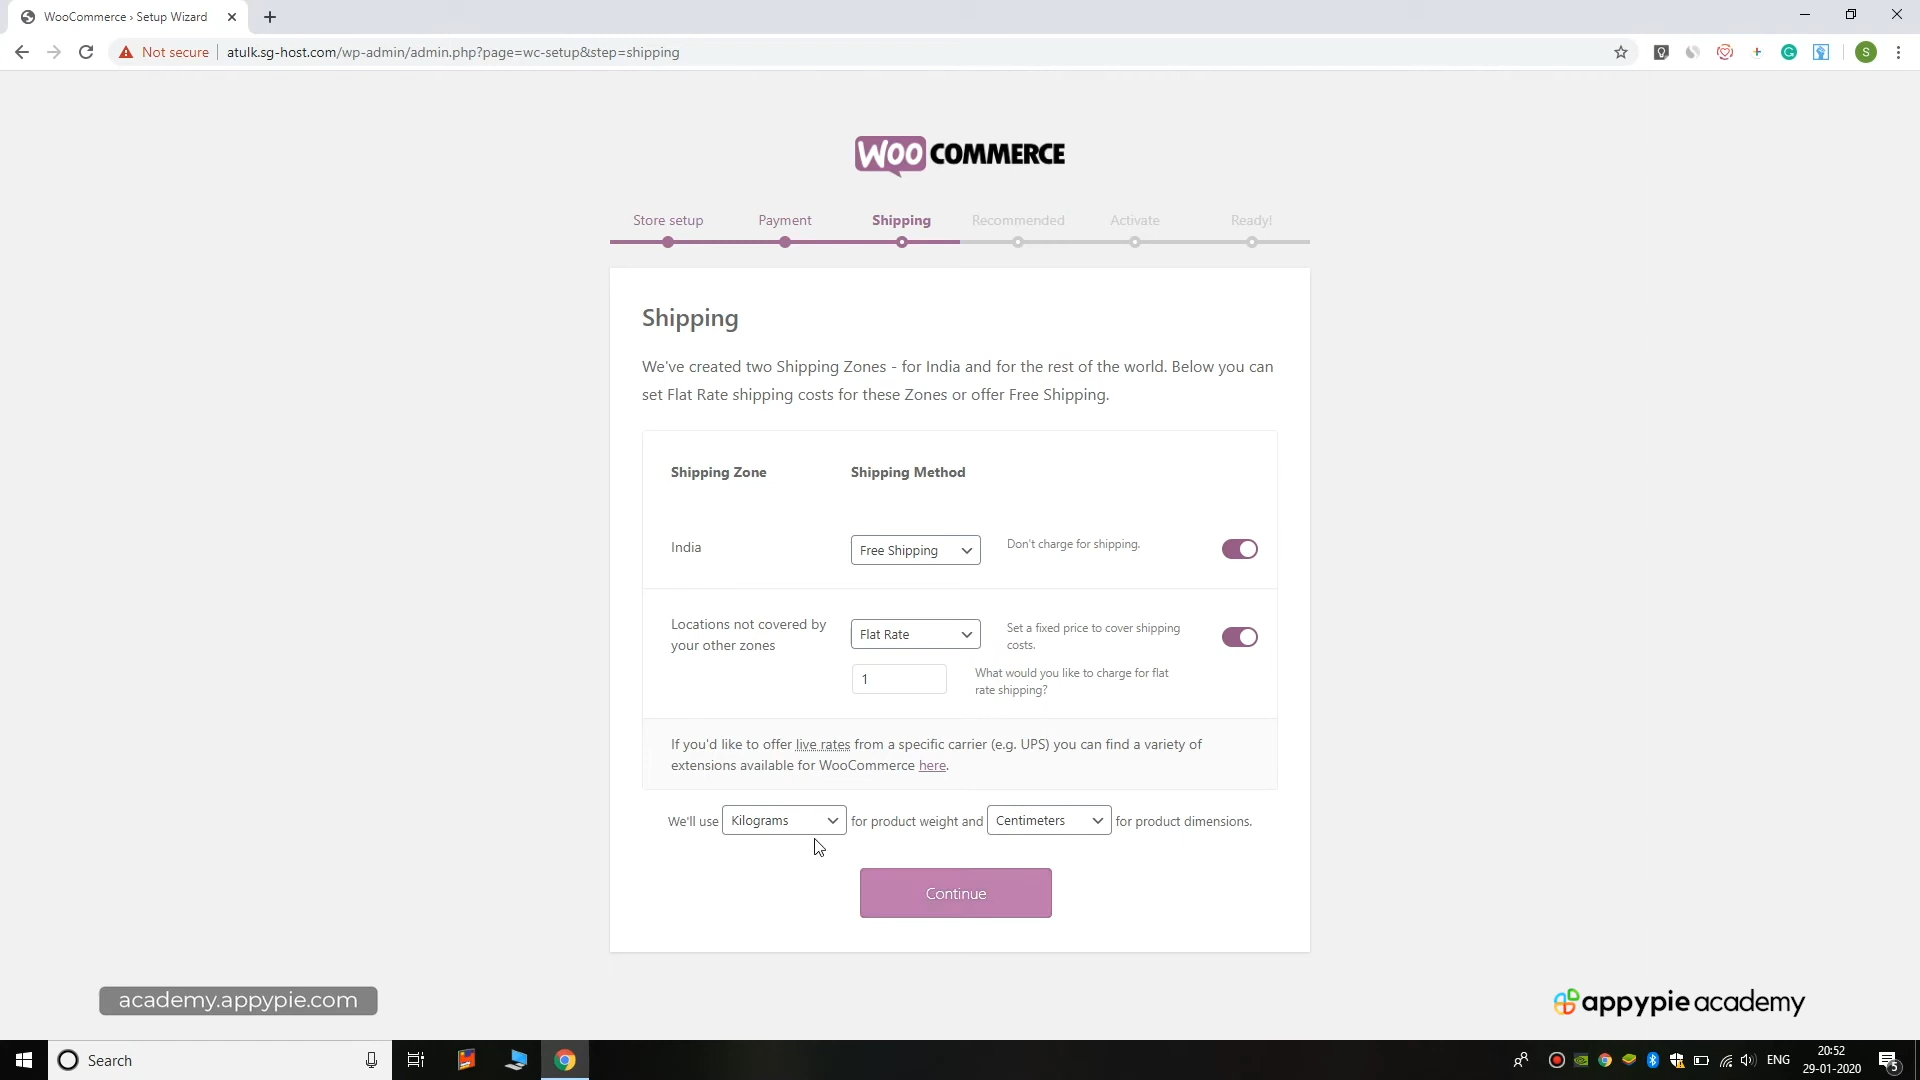 WooCommerce › Setup Wizard
Not secure
atulk.sg-host.com/wp-admin/admin.php?page=wc-setup&step=shipping
S
WOO COMMERCE
Store setup
Payment
Shipping
Recommended
Activate
Ready!
Shipping
We've created two Shipping Zones - for India and for the rest of the world. Below you can
set Flat Rate shipping costs for these Zones or offer Free Shipping.
Shipping Zone
Shipping Method
India
Free Shipping
Don't charge for shipping.
Locations not covered by
your other zones
Flat Rate
Set a fixed price to cover shipping
costs.
1
What would you like to charge for flat
rate shipping?
If you'd like to offer live rates from a specific carrier (e.g. UPS) you can find a variety of
extensions available for WooCommerce here.
We'll use Kilograms for product weight and Centimeters for product dimensions.
Continue
academy.appypie.com
appypie academy
Search
ENG
20:52
29-01-2020
5